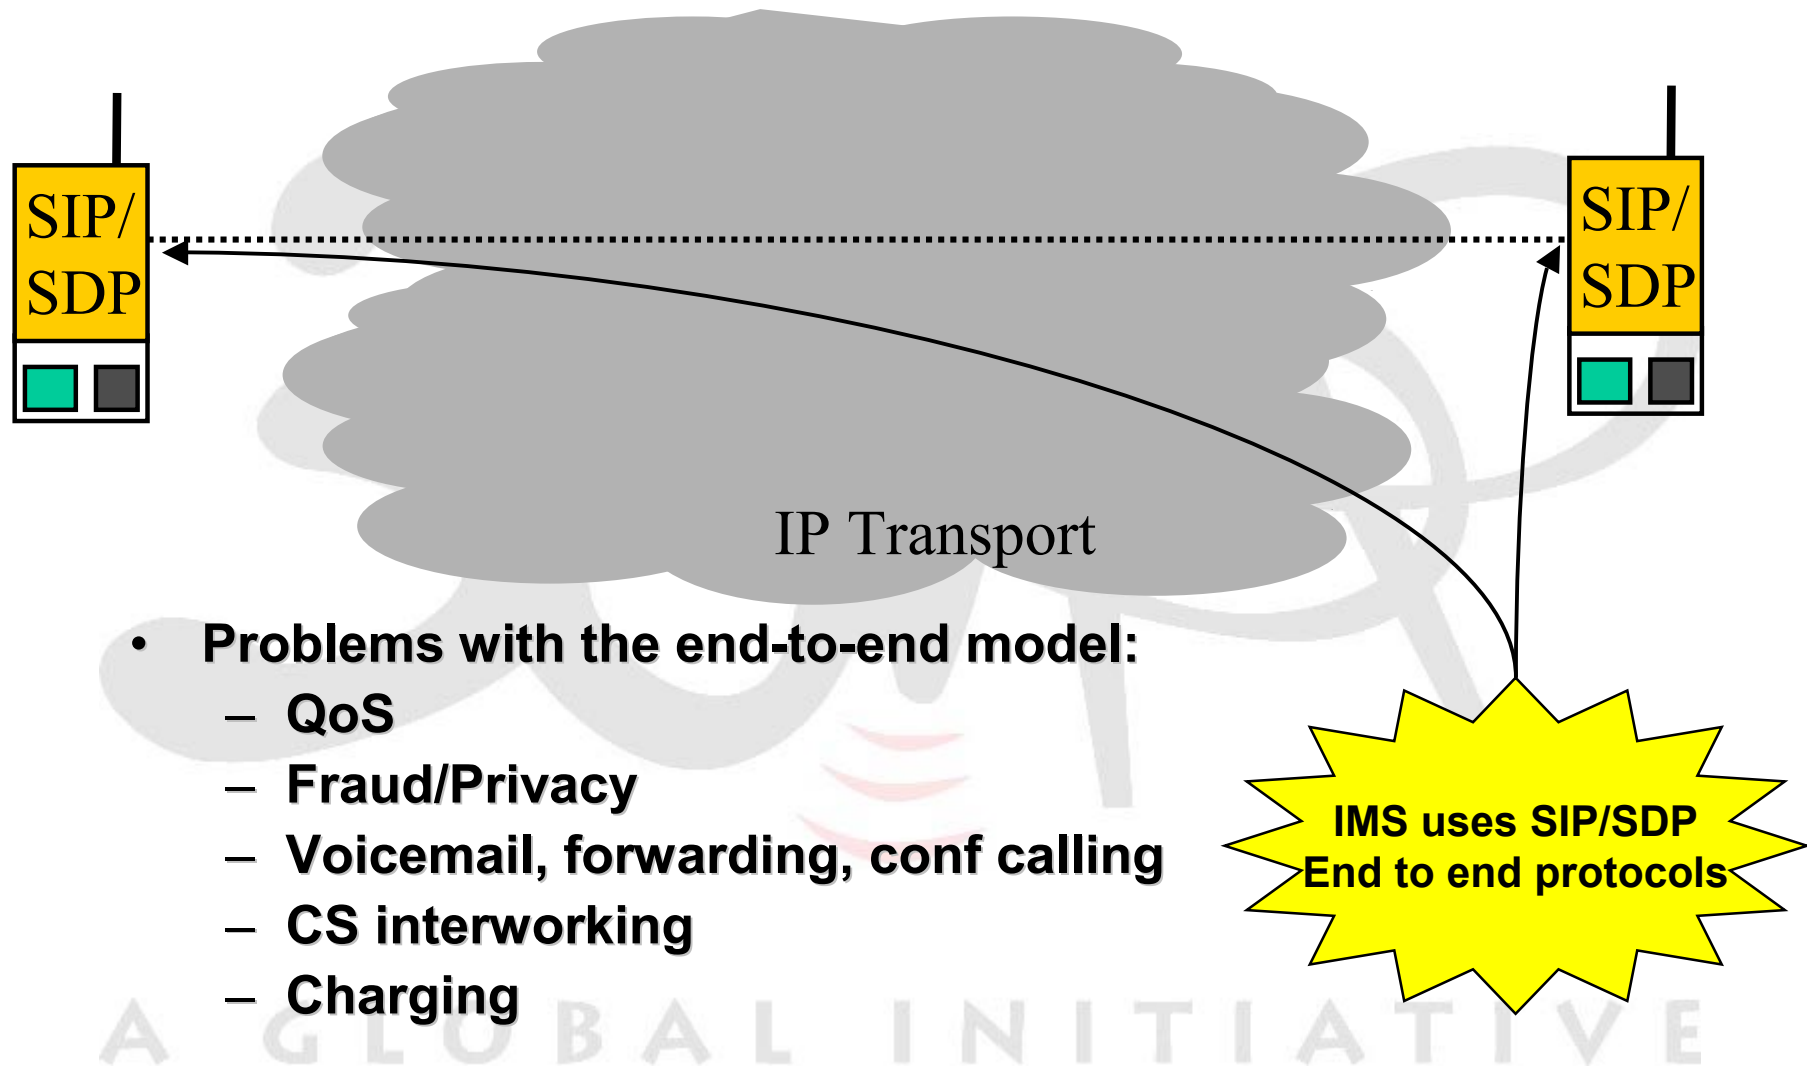 SIP/
SDP
SIP/
SDP
IP Transport
• Problems with the end-to-end model:
– QoS
– Fraud/Privacy
– Voicemail, forwarding, conf calling
– CS interworking
– Charging
IMS uses SIP/SDP
End to end protocols
A GLOBAL INITIATIVE